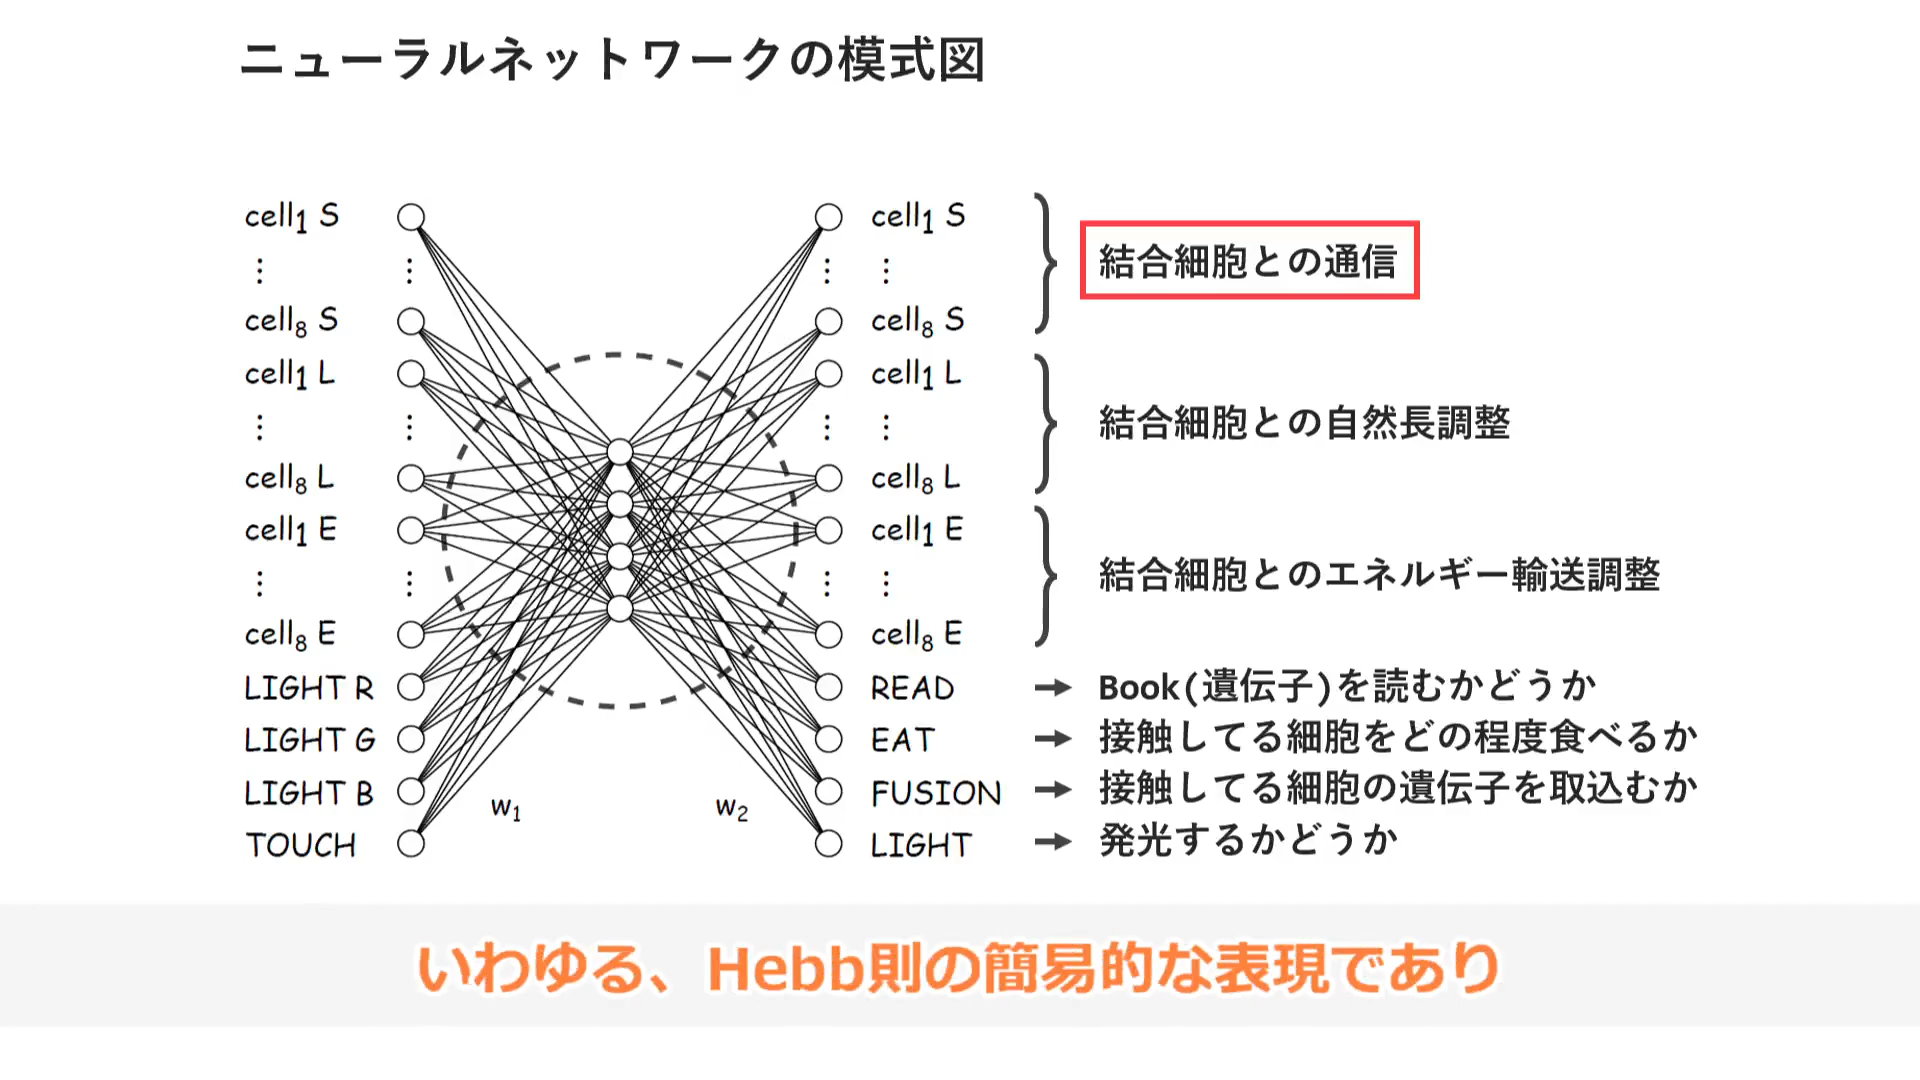 ニューラルネットワークの模式図
cell1 S
⋮
cell8 S
cell1 L
⋮
cell8 L
cell1 E
⋮
cell8 E
LIGHT R
LIGHT G
LIGHT B
TOUCH
w1
w2
cell1 S
⋮
cell8 S
cell1 L
⋮
cell8 L
cell1 E
⋮
cell8 E
READ
EAT
FUSION
LIGHT
結合細胞との通信
結合細胞との自然長調整
結合細胞とのエネルギー輸送調整
→ Book(遺伝子)を読むかどうか
→ 接触してる細胞をどの程度食べるか
→ 接触してる細胞の遺伝子を取込むか
→ 発光するかどうか
いわゆる、Hebb則の簡易的な表現であり